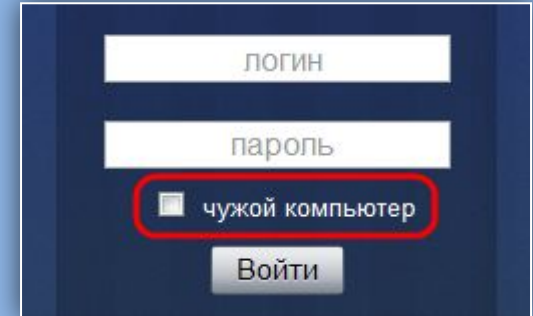 логин
пароль
чужой компьютер
Войти